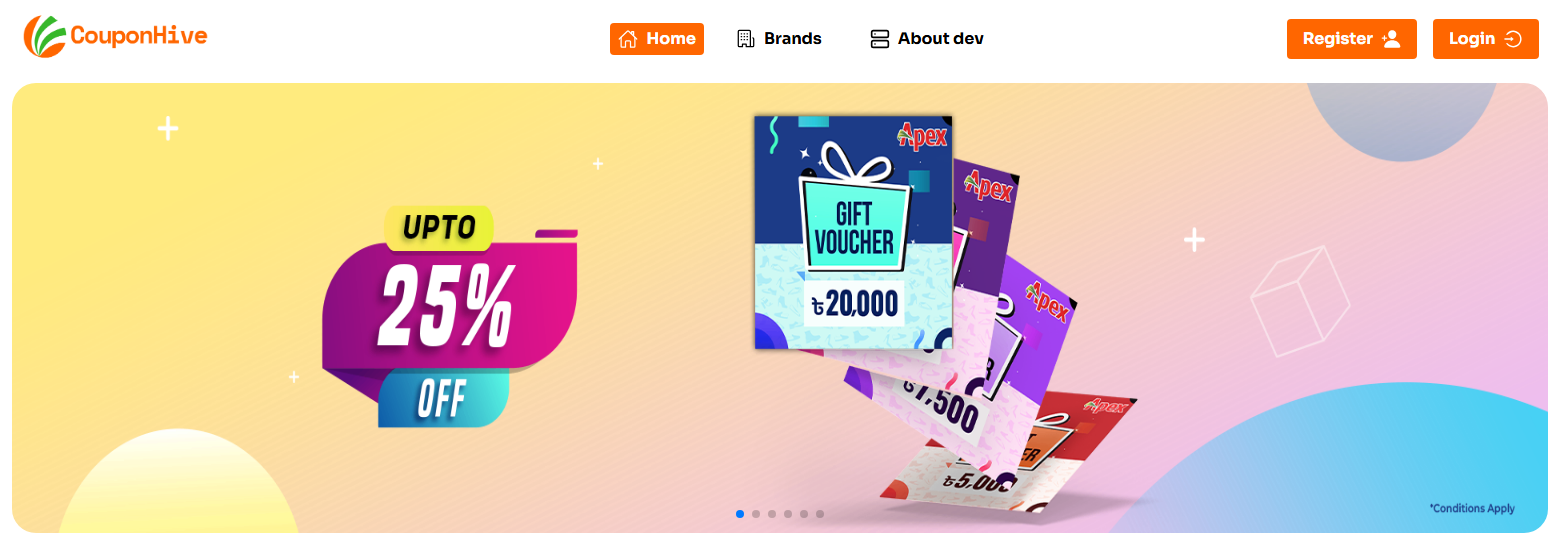 CouponHive
Home
Brands
About dev
Register
Login
UPTO
25%
OFF
Apex
GIFT
VOUCHER
৳20,000
Apex
Apex
৳7,500
Apex
৳5,000
*Conditions Apply